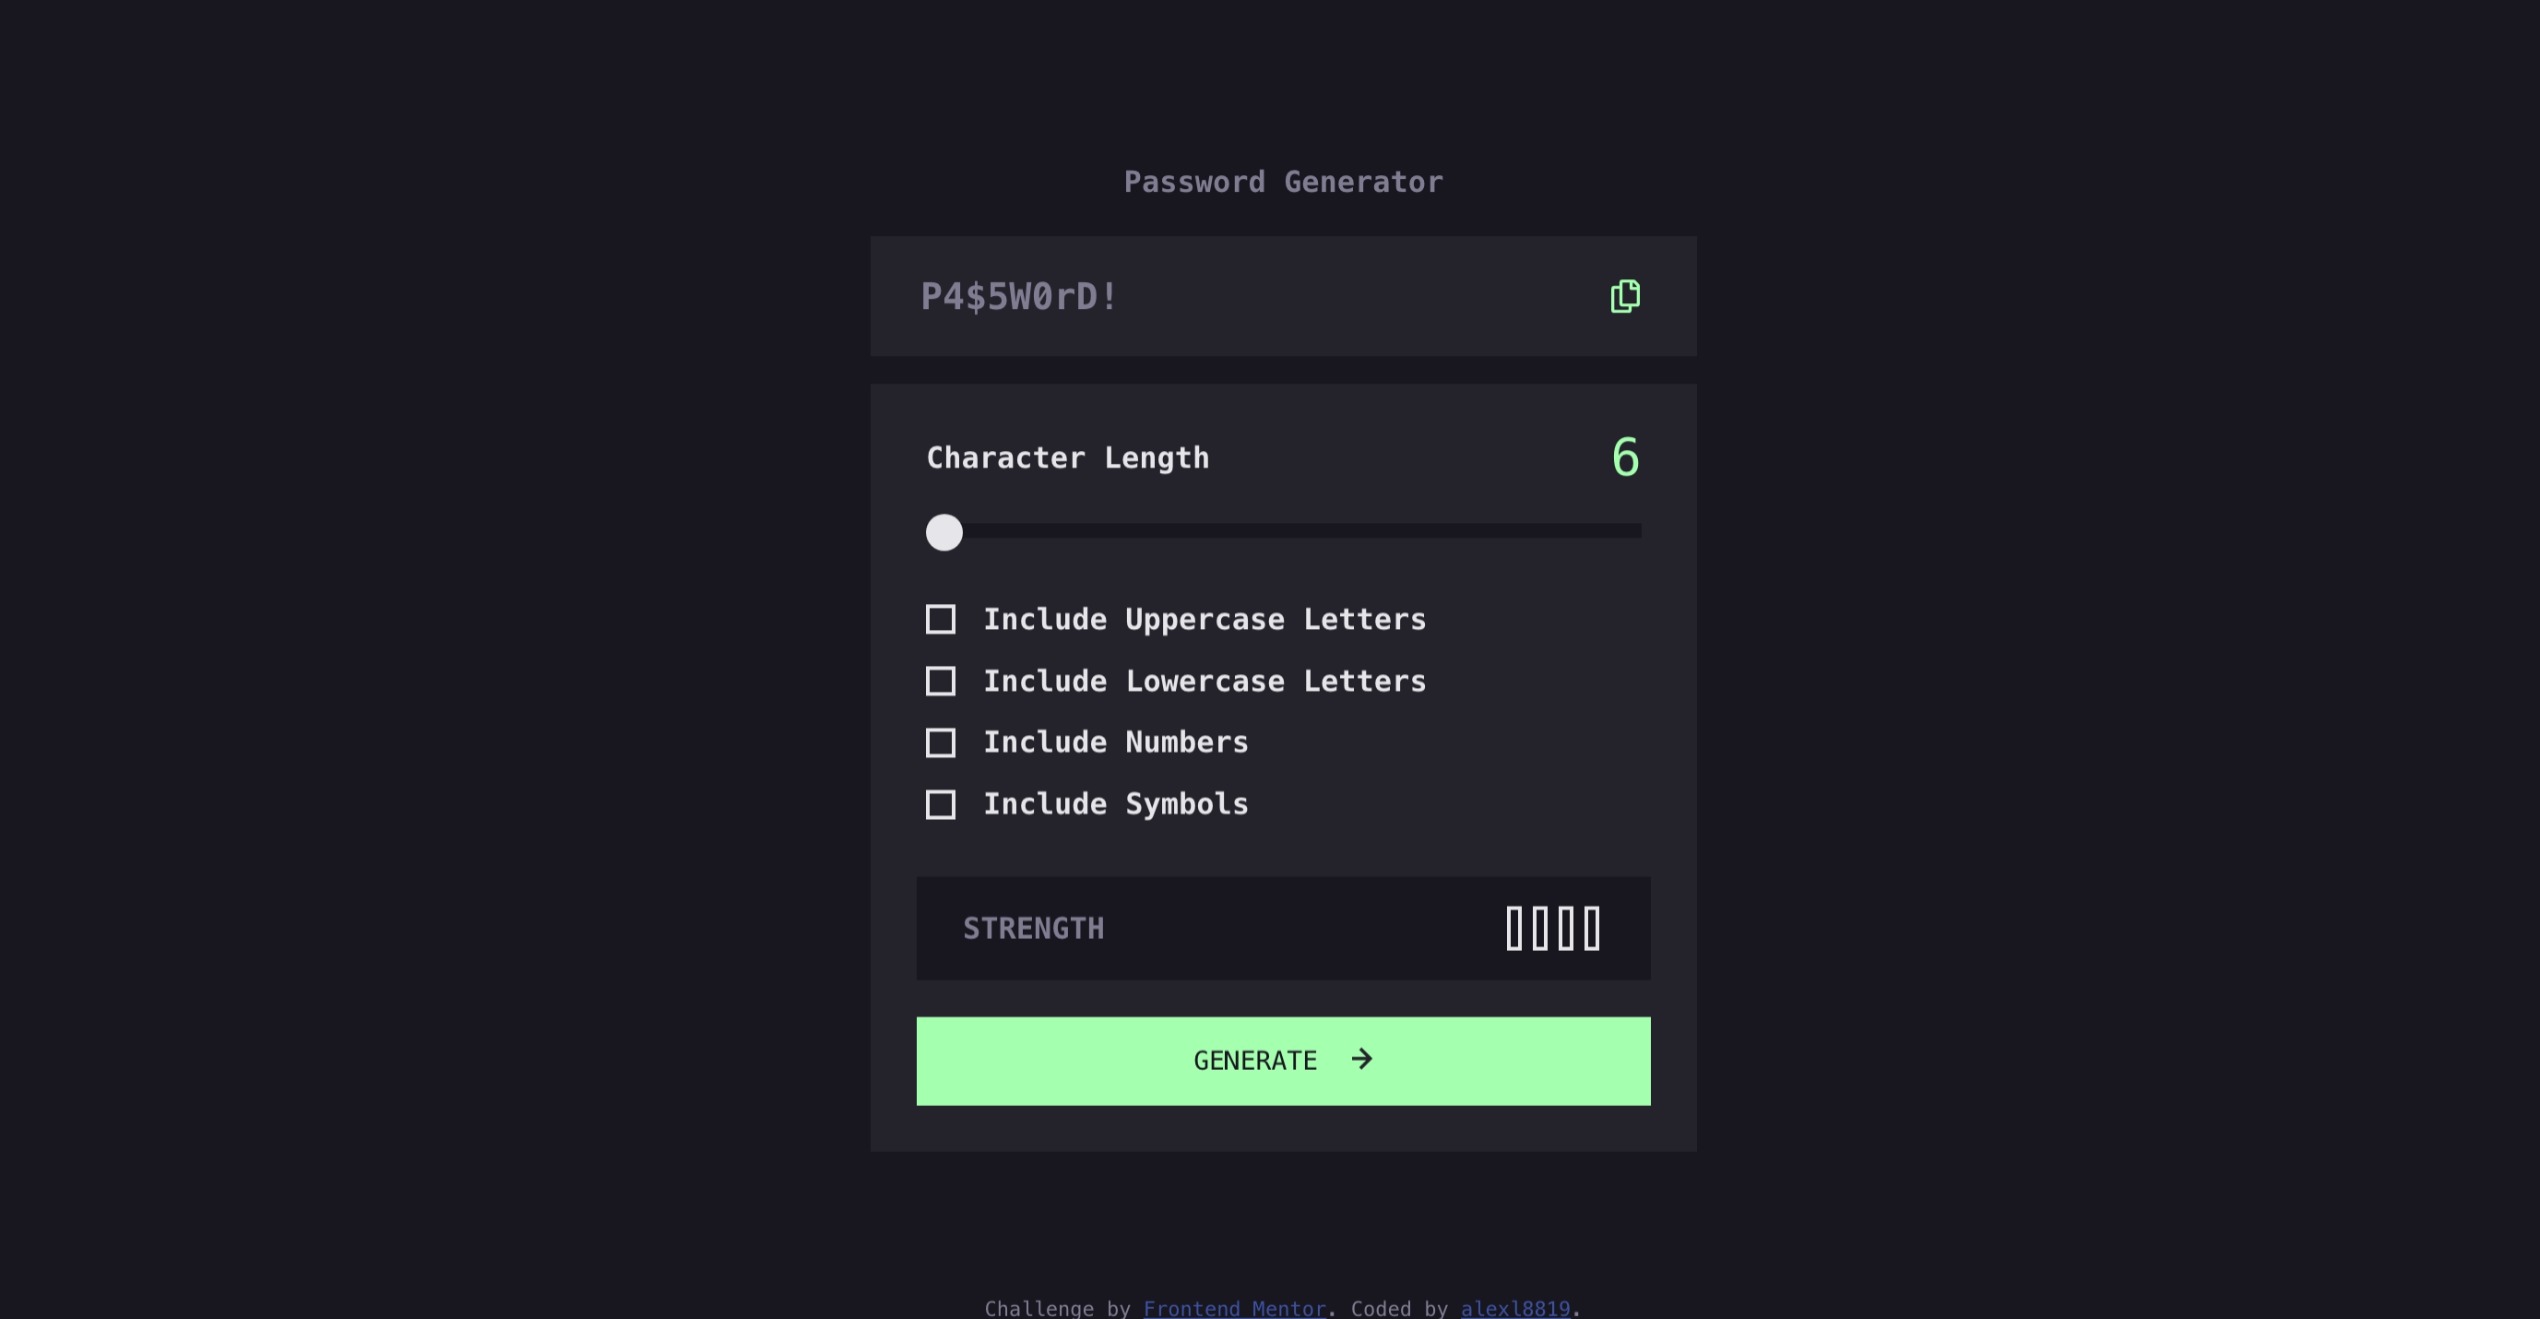 Password Generator
P4$5W0rD!
Character Length 6
Include Uppercase Letters
Include Lowercase Letters
Include Numbers
Include Symbols
STRENGTH
GENERATE →
Challenge by Frontend Mentor. Coded by alexl8819.